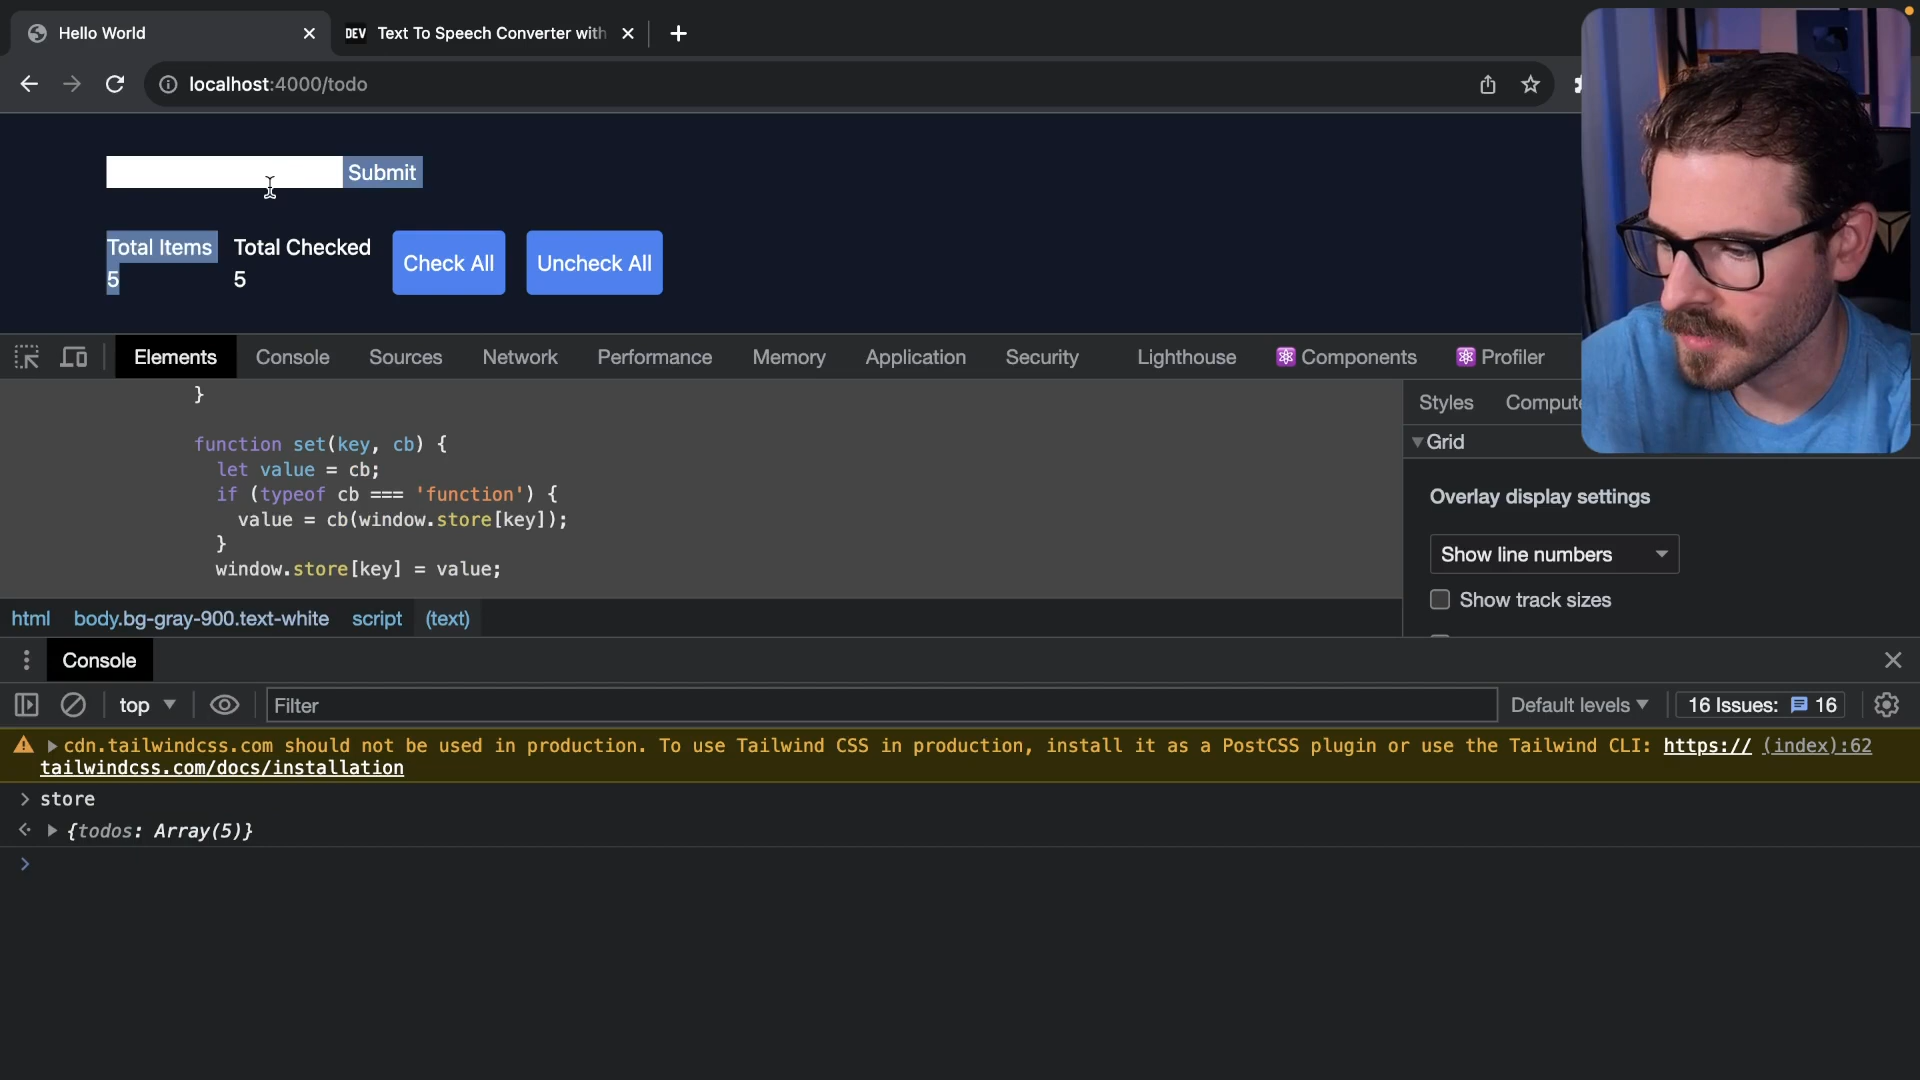 Hello World
DEV Text To Speech Converter with
localhost:4000/todo
Submit
Total Items Total Checked Check All Uncheck All
5 5
Elements Console Sources Network Performance Memory Application Security Lighthouse Components Profiler
}
function set(key, cb) {
let value = cb;
if (typeof cb === 'function') {
value = cb(window.store[key]);
}
window.store[key] = value;
Styles Compute
Grid
Overlay display settings
Show line numbers
Show track sizes
html body.bg-gray-900.text-white script (text)
Console
top Filter Default levels 16 Issues: 16
cdn.tailwindcss.com should not be used in production. To use Tailwind CSS in production, install it as a PostCSS plugin or use the Tailwind CLI: https:// (index):62
tailwindcss.com/docs/installation
store
{todos: Array(5)}